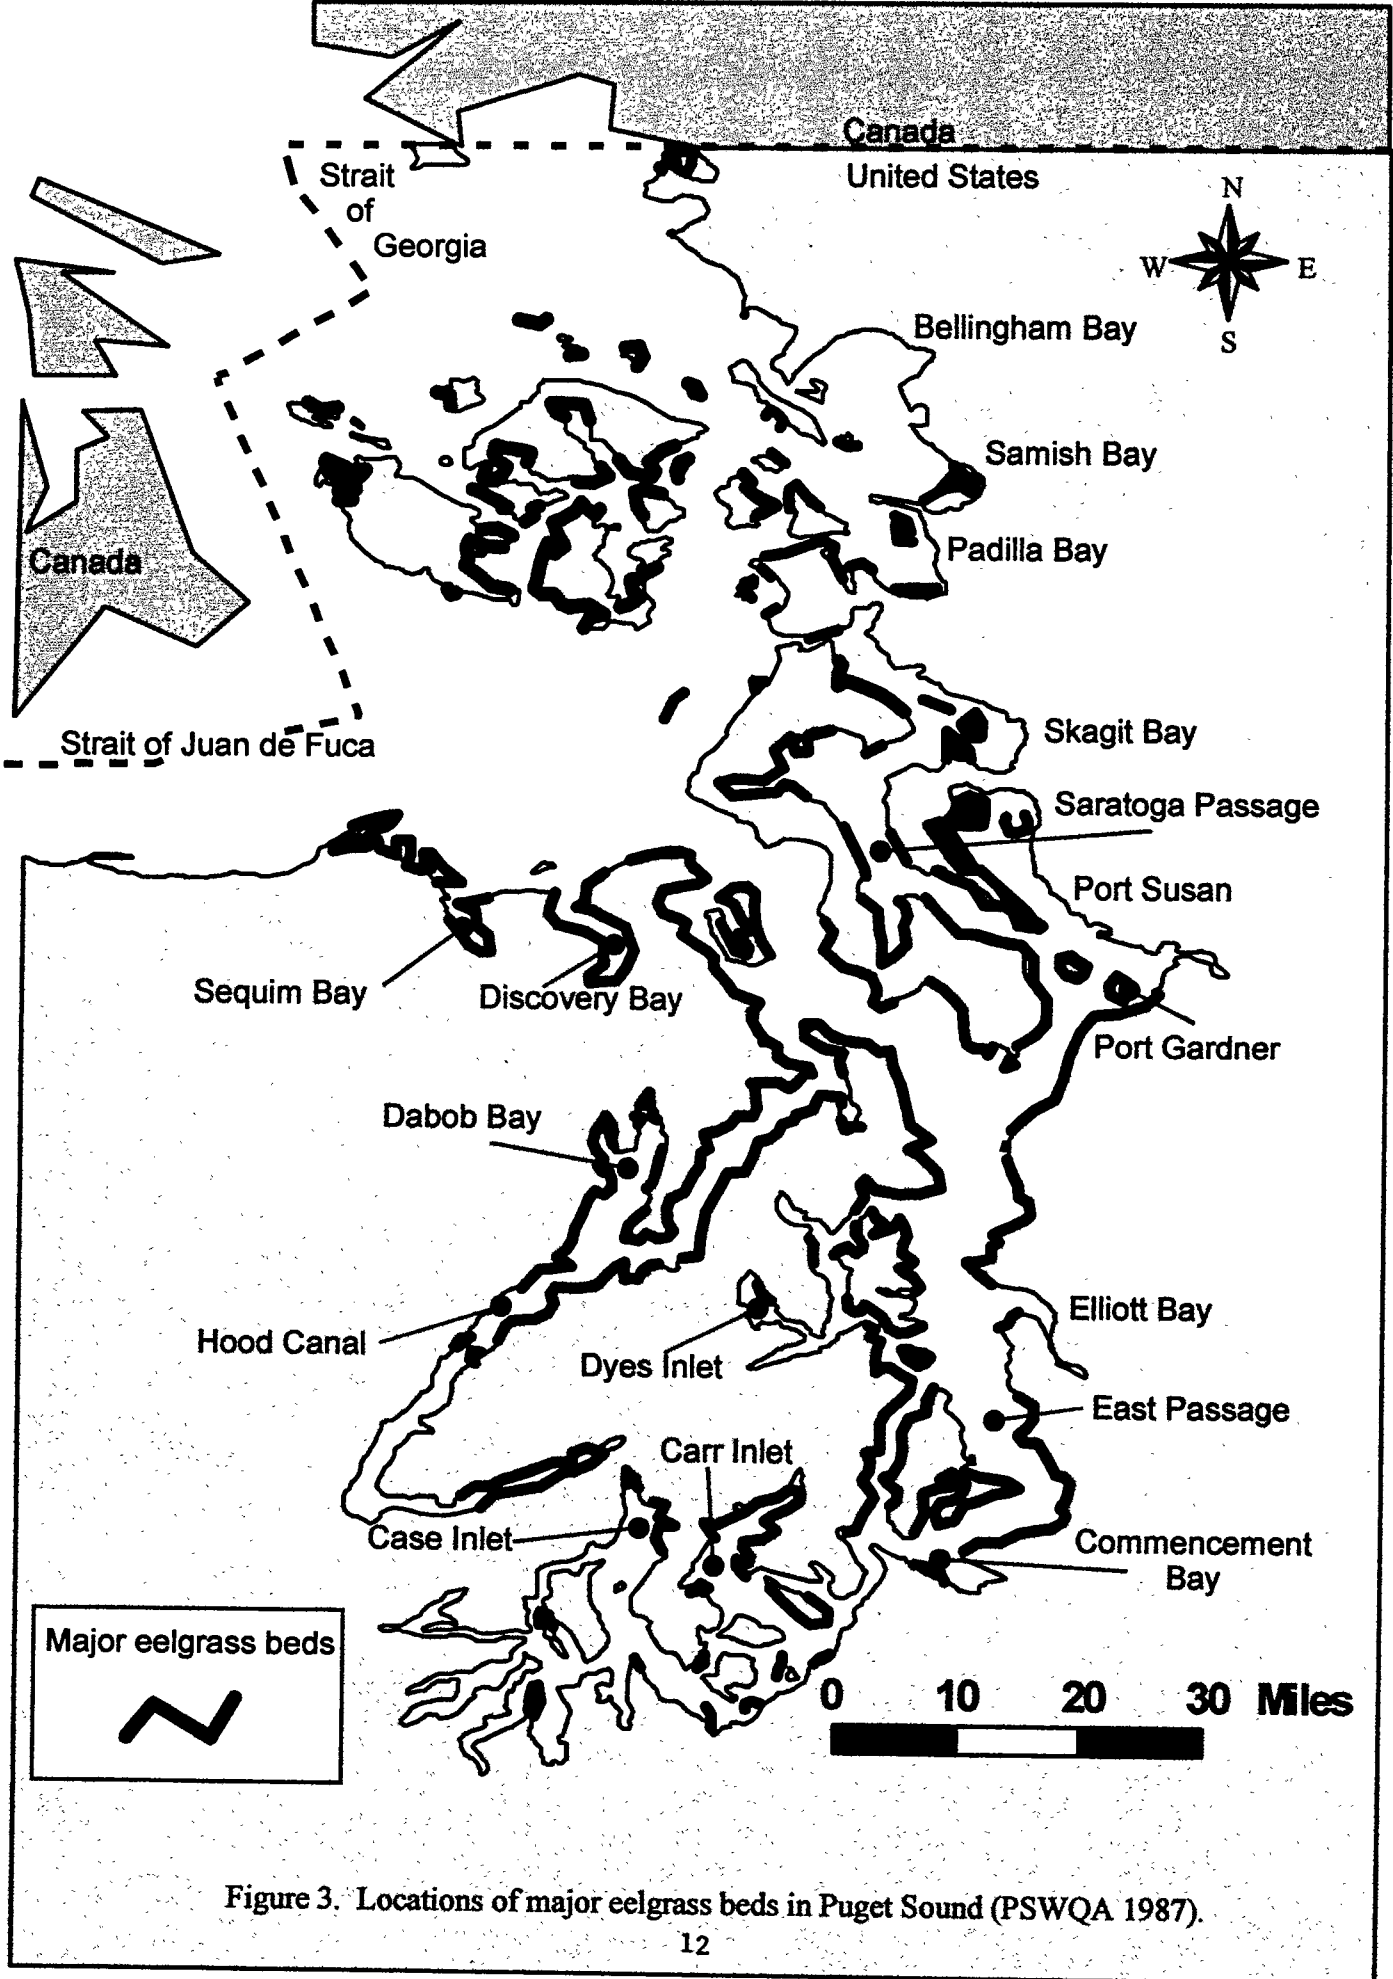 Canada
United States
Strait
of
Georgia
N
W
E
S
Bellingham Bay
Samish Bay
Padilla Bay
Canada
Strait of Juan de Fuca
Skagit Bay
Saratoga Passage
Port Susan
Sequim Bay
Discovery Bay
Port Gardner
Dabob Bay
Elliott Bay
Hood Canal
Dyes Inlet
East Passage
Carr Inlet
Case Inlet
Commencement
Bay
Major eelgrass beds
0 10 20 30 Miles
Figure 3. Locations of major eelgrass beds in Puget Sound (PSWQA 1987).
12